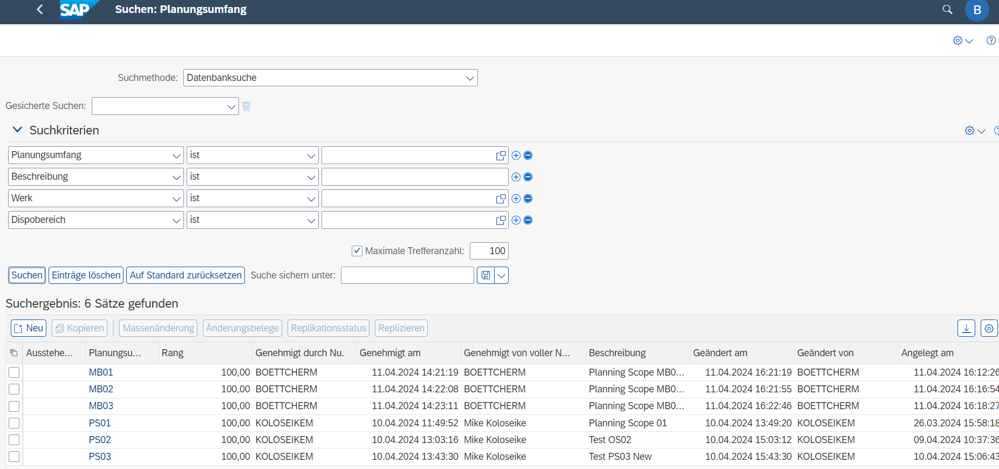 SAP Suchen: Planungsumfang B
Suchmethode: Datenbanksuche
Gesicherte Suchen:
Suchkriterien
Planungsumfang ist
Beschreibung ist
Werk ist
Dispobereich ist
Maximale Trefferanzahl: 100
Suchen Einträge löschen Auf Standard zurücksetzen Suche sichern unter:
Suchergebnis: 6 Sätze gefunden
Neu Kopieren Massenänderung Änderungsbelege Replikationsstatus Replizieren
Ausstehe... Planungsu... Rang Genehmigt durch Nu. Genehmigt am Genehmigt von voller N... Beschreibung Geändert am Geändert von Angelegt am
MB01 100,00 BOETTCHERM 11.04.2024 14:21:19 BOETTCHERM Planning Scope MB0... 11.04.2024 16:21:19 BOETTCHERM 11.04.2024 16:12:26
MB02 100,00 BOETTCHERM 11.04.2024 14:22:08 BOETTCHERM Planning Scope MB0... 11.04.2024 16:21:55 BOETTCHERM 11.04.2024 16:16:54
MB03 100,00 BOETTCHERM 11.04.2024 14:23:11 BOETTCHERM Planning Scope MB0... 11.04.2024 16:22:46 BOETTCHERM 11.04.2024 16:18:27
PS01 100,00 KOLOSEIKEM 10.04.2024 11:49:52 Mike Koloseike Planning Scope 01 10.04.2024 13:49:20 KOLOSEIKEM 26.03.2024 15:58:18
PS02 100,00 KOLOSEIKEM 10.04.2024 13:03:16 Mike Koloseike Test OS02 10.04.2024 15:03:12 KOLOSEIKEM 09.04.2024 10:37:36
PS03 100,00 KOLOSEIKEM 10.04.2024 13:43:30 Mike Koloseike Test PS03 New 10.04.2024 15:43:30 KOLOSEIKEM 10.04.2024 15:06:43